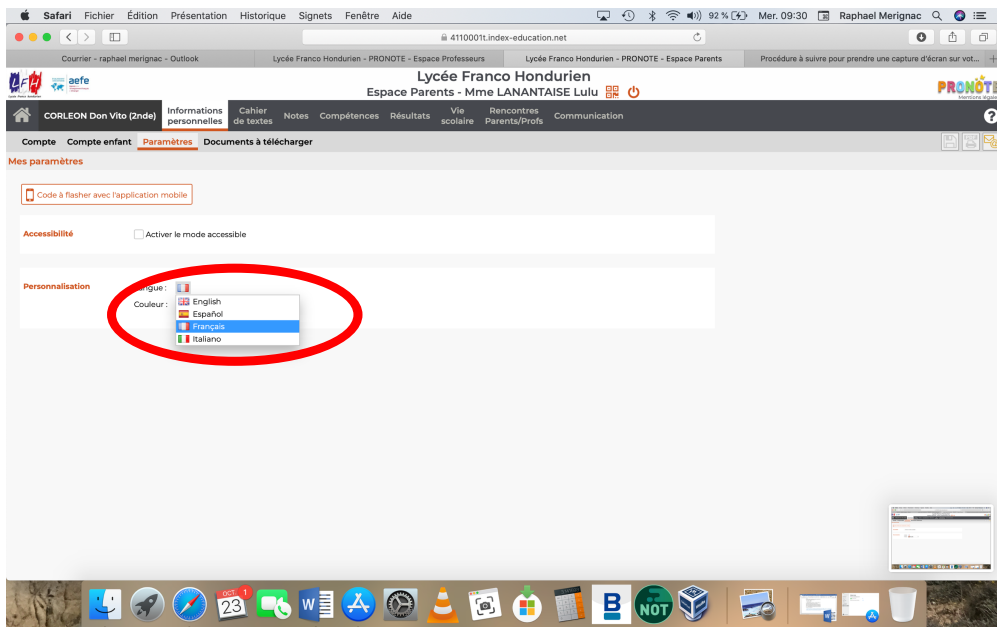 Safari Fichier Édition Présentation Historique Signets Fenêtre Aide 92 % Mer. 09:30 Raphael Merignac
4110001t.index-education.net
Courrier - raphael merignac - Outlook
Lycée Franco Hondurien - PRONOTE - Espace Professeurs
Lycée Franco Hondurien - PRONOTE - Espace Parents
Procédure à suivre pour prendre une capture d'écran sur vot...
LFH
aefe
Lycée Franco Hondurien
Espace Parents - Mme LANANTAISE Lulu
PRONOTE
Mentions légales
CORLEON Don Vito (2nde)
Informations personnelles
Cahier de textes
Notes
Compétences
Résultats
Vie scolaire
Rencontres Parents/Profs
Communication
?
Compte Compte enfant Paramètres Documents à télécharger
Mes paramètres
Code à flasher avec l'application mobile
Accessibilité
Activer le mode accessible
Personnalisation
Langue :
Couleur :
English
Español
Français
Italiano
OCT. 1
23
W
B
NOT